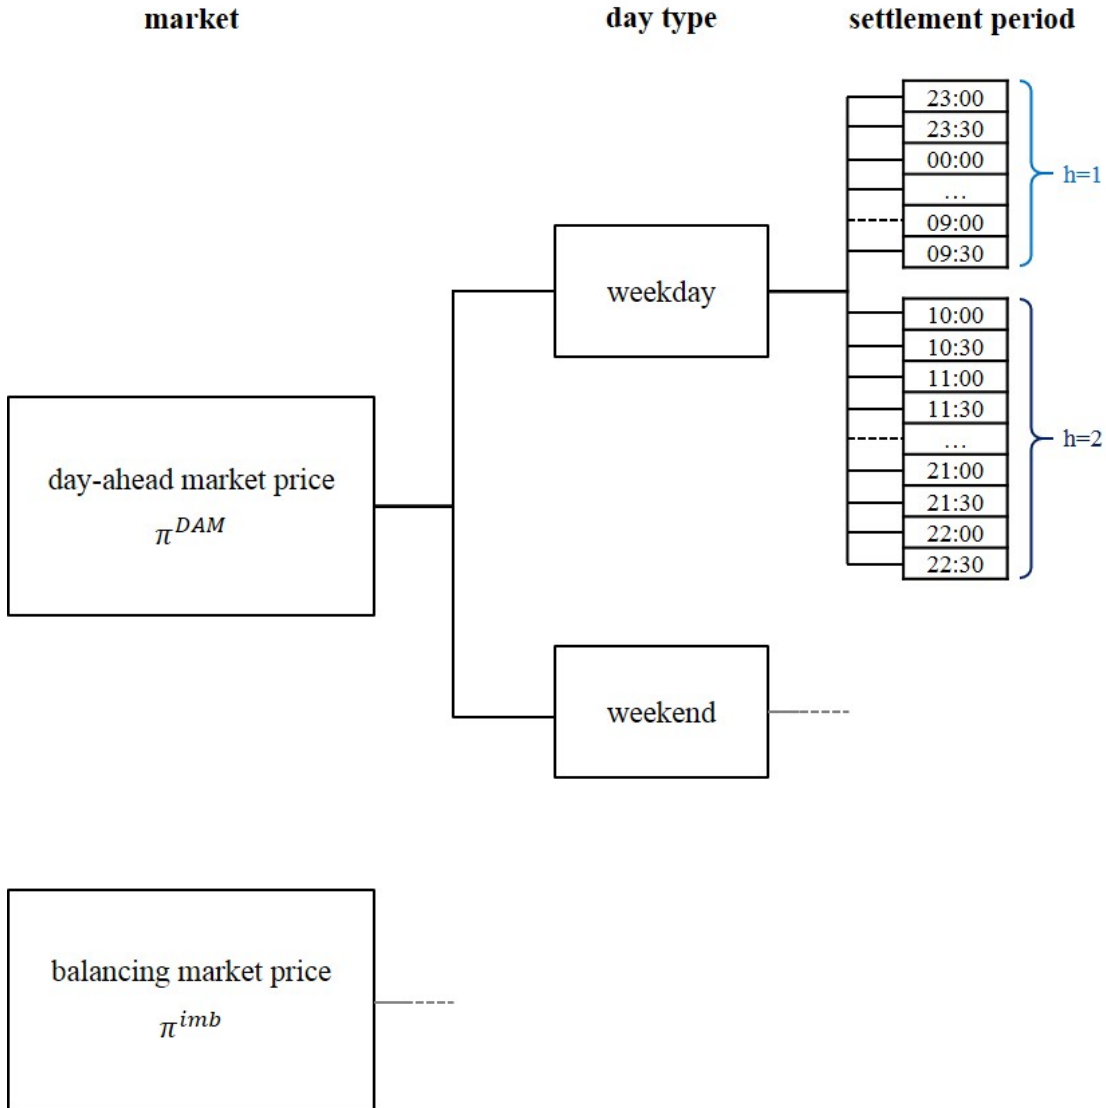 market day type settlement period
23:00
23:30
00:00
...
09:00
09:30
h=1
weekday
10:00
10:30
11:00
11:30
...
21:00
21:30
22:00
22:30
h=2
day-ahead market price
π^DAM
weekend
balancing market price
π^imb